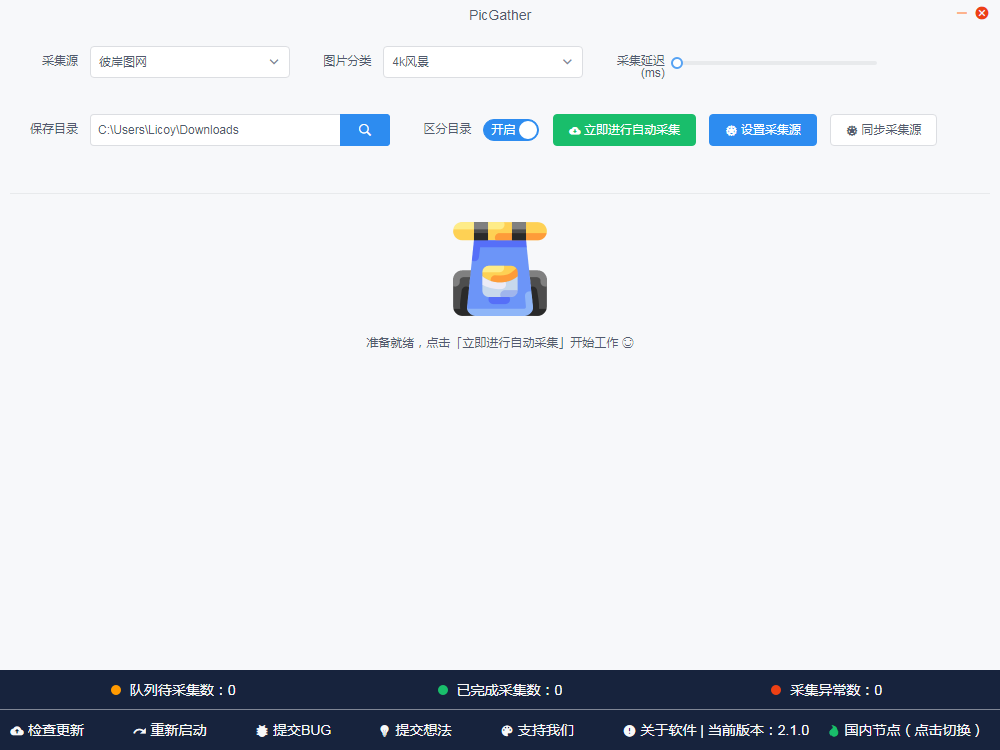 PicGather
采集源
彼岸图网
图片分类
4k风景
采集延迟
(ms)
保存目录
C:\Users\Licoy\Downloads
区分目录
开启
立即进行自动采集
设置采集源
同步采集源
准备就绪，点击「立即进行自动采集」开始工作
队列待采集数：0
已完成采集数：0
采集异常数：0
检查更新
重新启动
提交BUG
提交想法
支持我们
关于软件 | 当前版本：2.1.0
国内节点（点击切换）